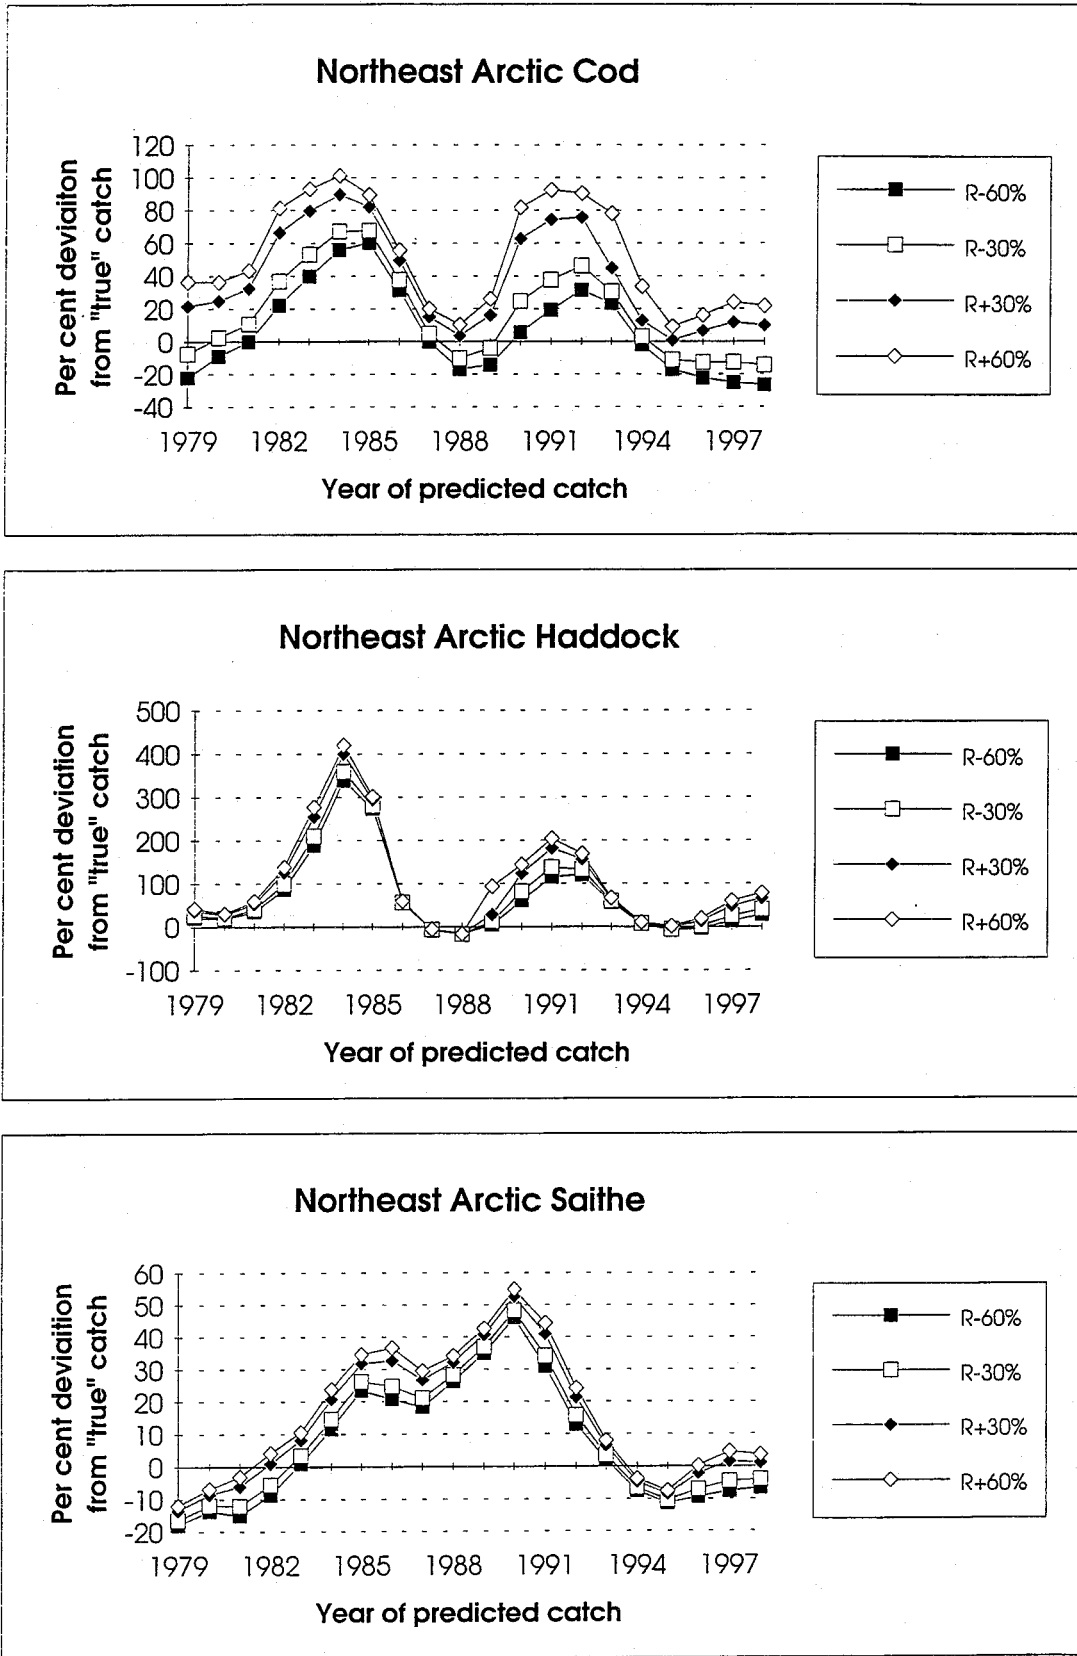 Northeast Arctic Cod
Per cent deviaiton
from "true" catch
120
100
80
60
40
20
0
-20
-40
1979 1982 1985 1988 1991 1994 1997
Year of predicted catch
R-60%
R-30%
R+30%
R+60%
Northeast Arctic Haddock
Per cent deviation
from "true" catch
500
400
300
200
100
0
-100
1979 1982 1985 1988 1991 1994 1997
Year of predicted catch
R-60%
R-30%
R+30%
R+60%
Northeast Arctic Saithe
Per cent deviaition
from "true" catch
60
50
40
30
20
10
0
-10
-20
1979 1982 1985 1988 1991 1994 1997
Year of predicted catch
R-60%
R-30%
R+30%
R+60%